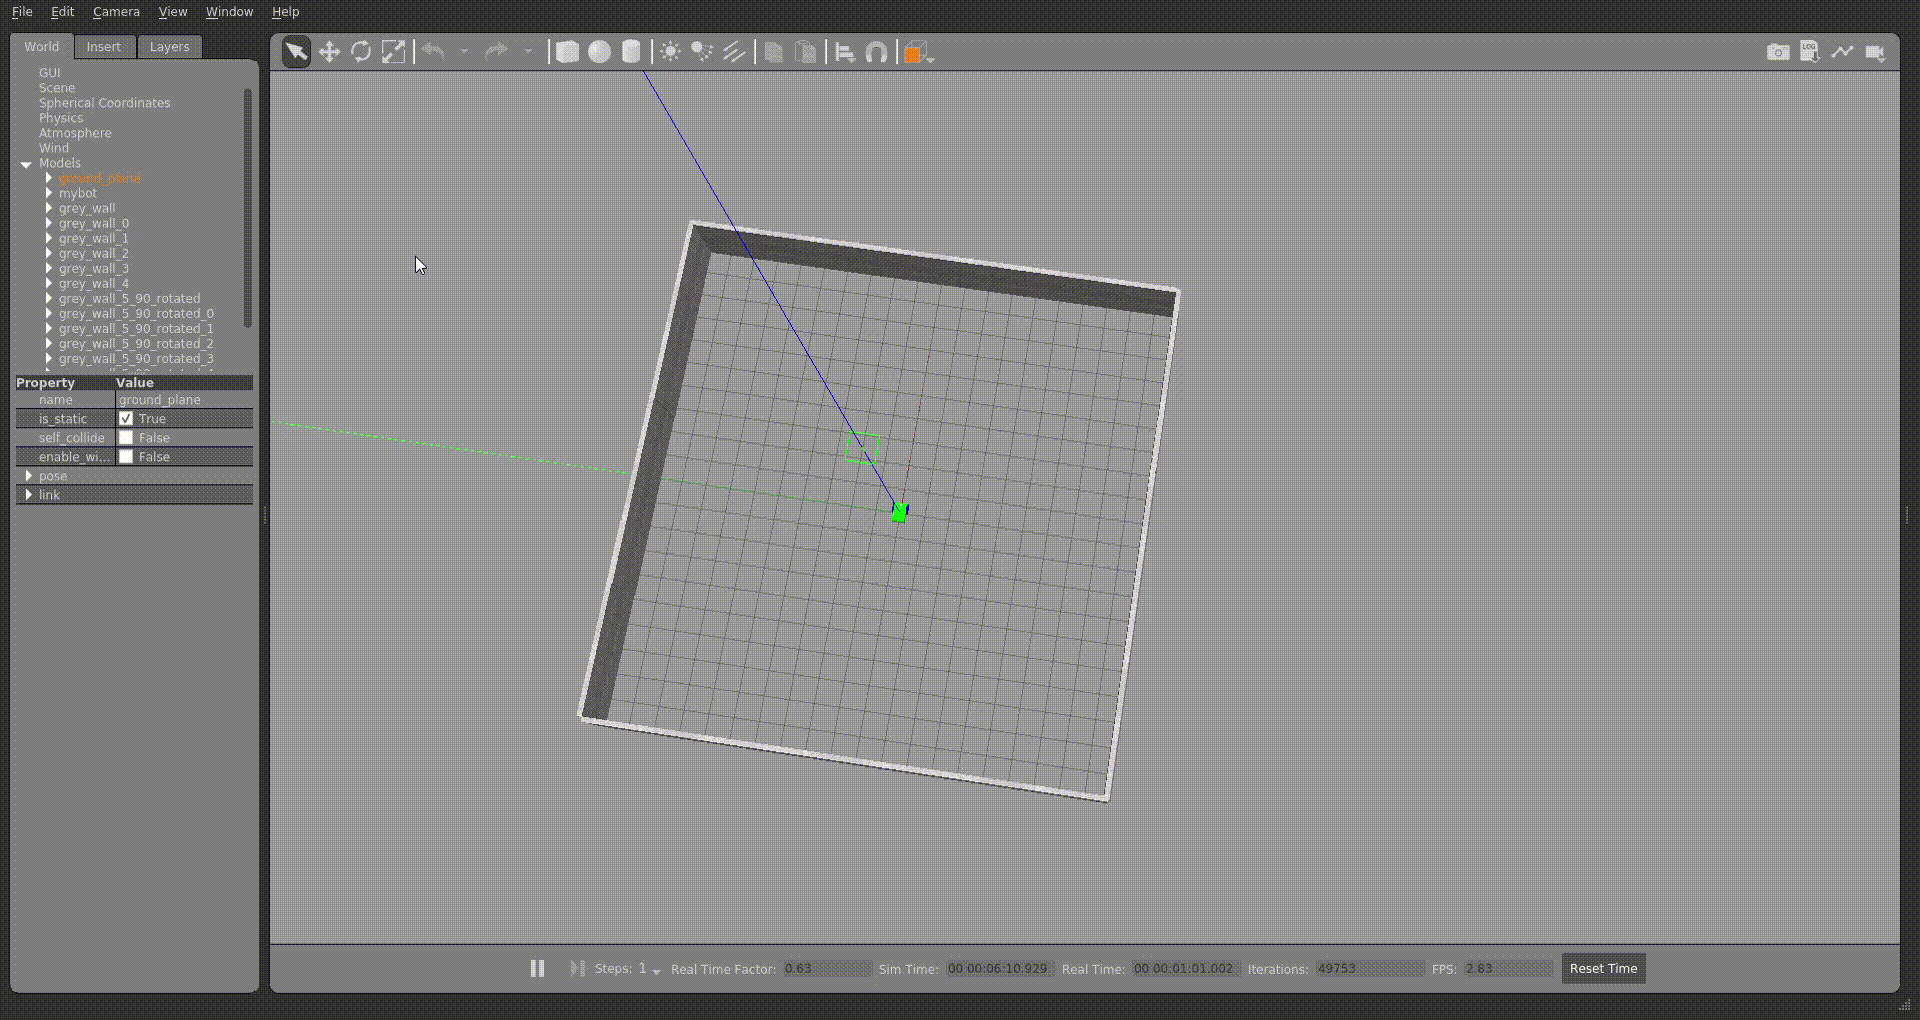 File Edit Camera View Window Help
World Insert Layers
GUI
Scene
Spherical Coordinates
Physics
Atmosphere
Wind
Models
ground_plane
mybot
grey_wall
grey_wall_0
grey_wall_1
grey_wall_2
grey_wall_3
grey_wall_4
grey_wall_5_90_rotated
grey_wall_5_90_rotated_0
grey_wall_5_90_rotated_1
grey_wall_5_90_rotated_2
grey_wall_5_90_rotated_3
Property Value
name ground_plane
is_static True
self_collide False
enable_wi... False
pose
link
LOG
Steps: 1 Real Time Factor: 0.63 Sim Time: 00 00:06:10.929 Real Time: 00 00:01:01.002 Iterations: 49753 FPS: 2.83 Reset Time